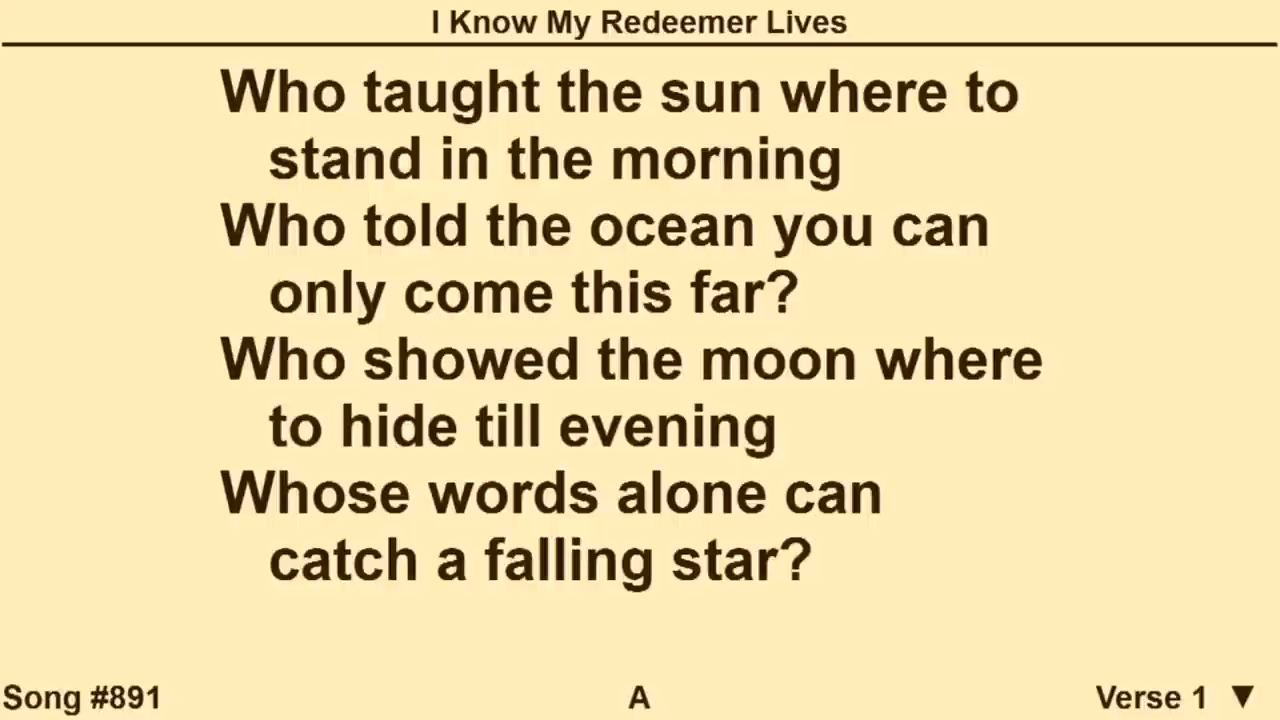 I Know My Redeemer Lives
Who taught the sun where to
stand in the morning
Who told the ocean you can
only come this far?
Who showed the moon where
to hide till evening
Whose words alone can
catch a falling star?
Song #891 A Verse 1 ▼